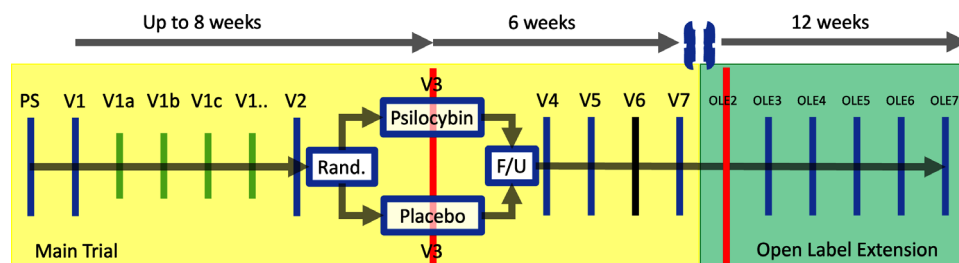 Up to 8 weeks
6 weeks
12 weeks
PS
V1
V1a
V1b
V1c
V1..
V2
V3
V4
V5
V6
V7
OLE2
OLE3
OLE4
OLE5
OLE6
OLE7
Psilocybin
Rand.
F/U
Placebo
V3
Main Trial
Open Label Extension